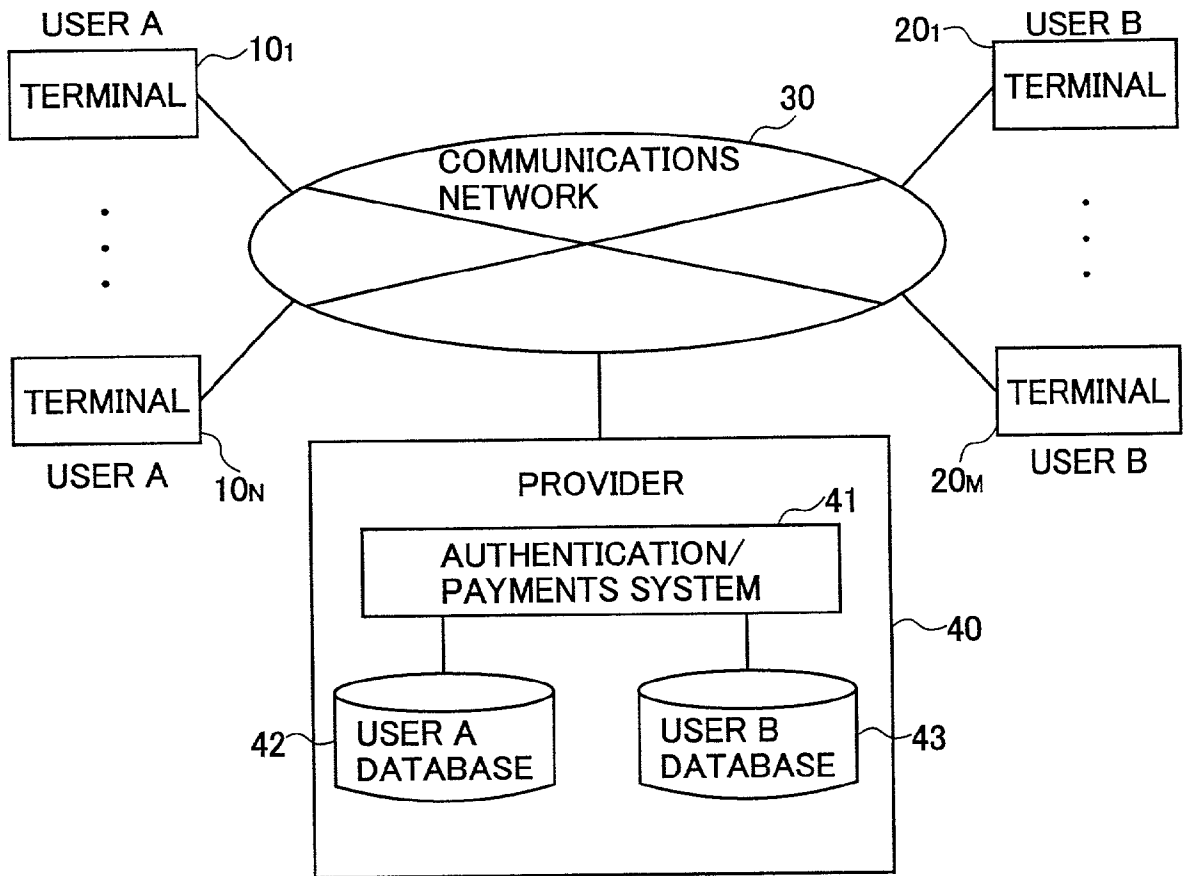 USER A
10₁
TERMINAL
20₁
USER B
TERMINAL
30
COMMUNICATIONS
NETWORK
TERMINAL
USER A
10N
TERMINAL
20M
USER B
PROVIDER
41
AUTHENTICATION/
PAYMENTS SYSTEM
40
42
USER A
DATABASE
USER B
DATABASE
43